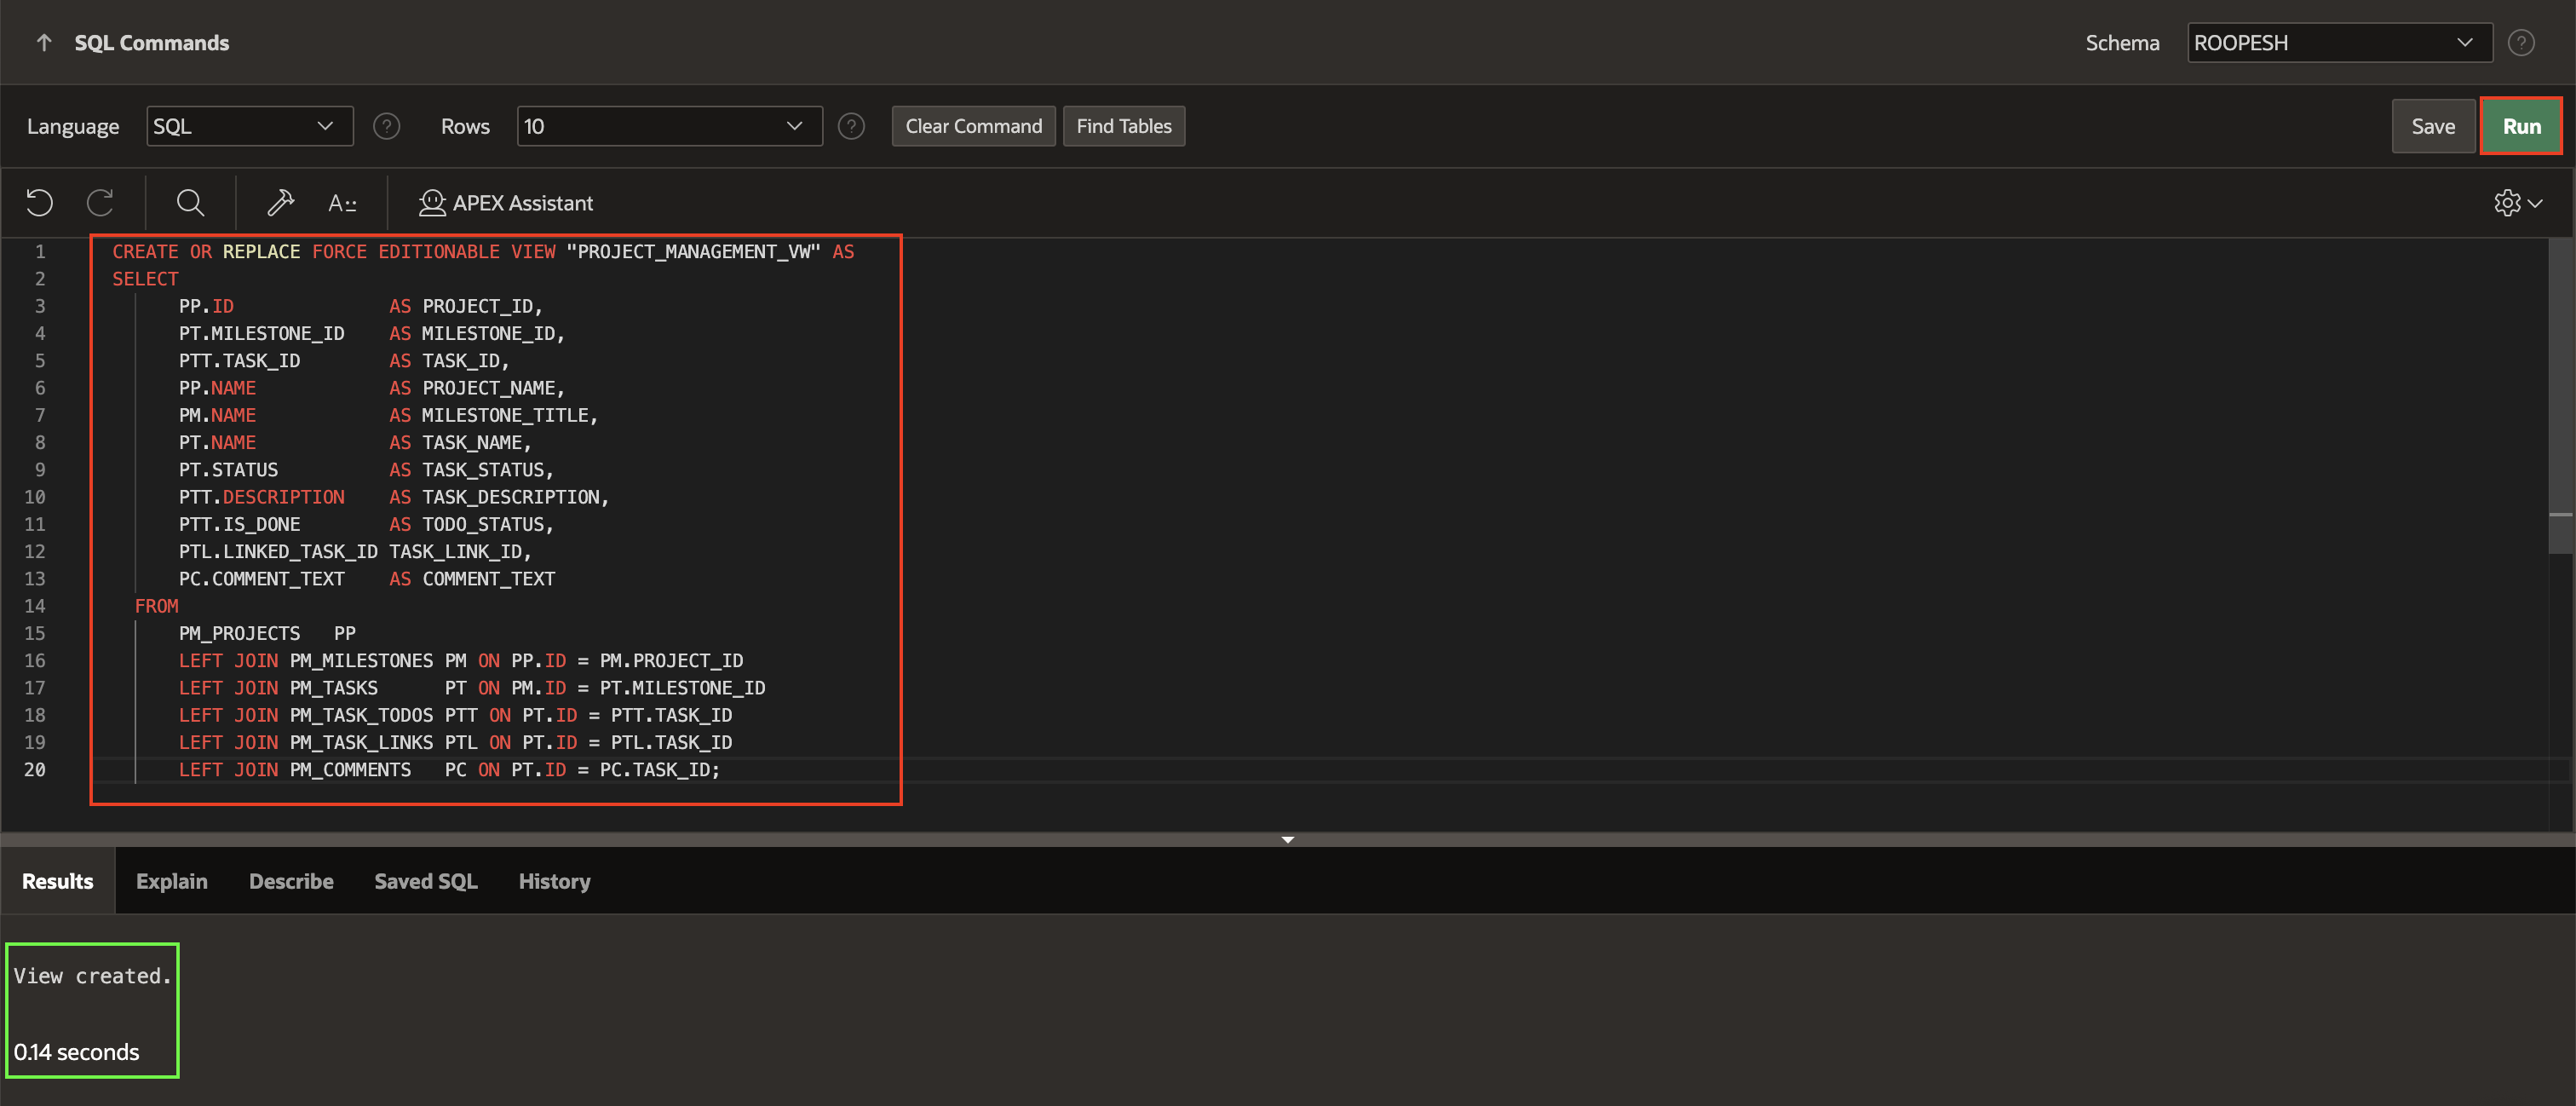 SQL Commands
Schema ROOPESH
Language SQL Rows 10 Clear Command Find Tables Save Run
APEX Assistant
1 CREATE OR REPLACE FORCE EDITIONABLE VIEW "PROJECT_MANAGEMENT_VW" AS
2 SELECT
3 PP.ID AS PROJECT_ID,
4 PT.MILESTONE_ID AS MILESTONE_ID,
5 PTT.TASK_ID AS TASK_ID,
6 PP.NAME AS PROJECT_NAME,
7 PM.NAME AS MILESTONE_TITLE,
8 PT.NAME AS TASK_NAME,
9 PT.STATUS AS TASK_STATUS,
10 PTT.DESCRIPTION AS TASK_DESCRIPTION,
11 PTT.IS_DONE AS TODO_STATUS,
12 PTL.LINKED_TASK_ID TASK_LINK_ID,
13 PC.COMMENT_TEXT AS COMMENT_TEXT
14 FROM
15 PM_PROJECTS PP
16 LEFT JOIN PM_MILESTONES PM ON PP.ID = PM.PROJECT_ID
17 LEFT JOIN PM_TASKS PT ON PM.ID = PT.MILESTONE_ID
18 LEFT JOIN PM_TASK_TODOS PTT ON PT.ID = PTT.TASK_ID
19 LEFT JOIN PM_TASK_LINKS PTL ON PT.ID = PTL.TASK_ID
20 LEFT JOIN PM_COMMENTS PC ON PT.ID = PC.TASK_ID;
Results Explain Describe Saved SQL History
View created.
0.14 seconds